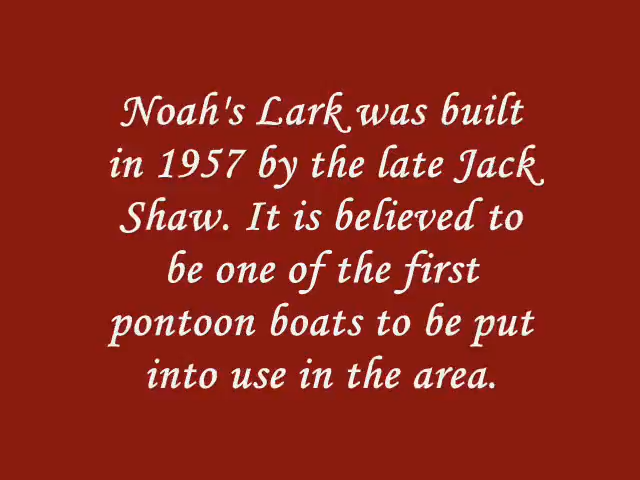 Noah's Lark was built
in 1957 by the late Jack
Shaw. It is believed to
be one of the first
pontoon boats to be put
into use in the area.